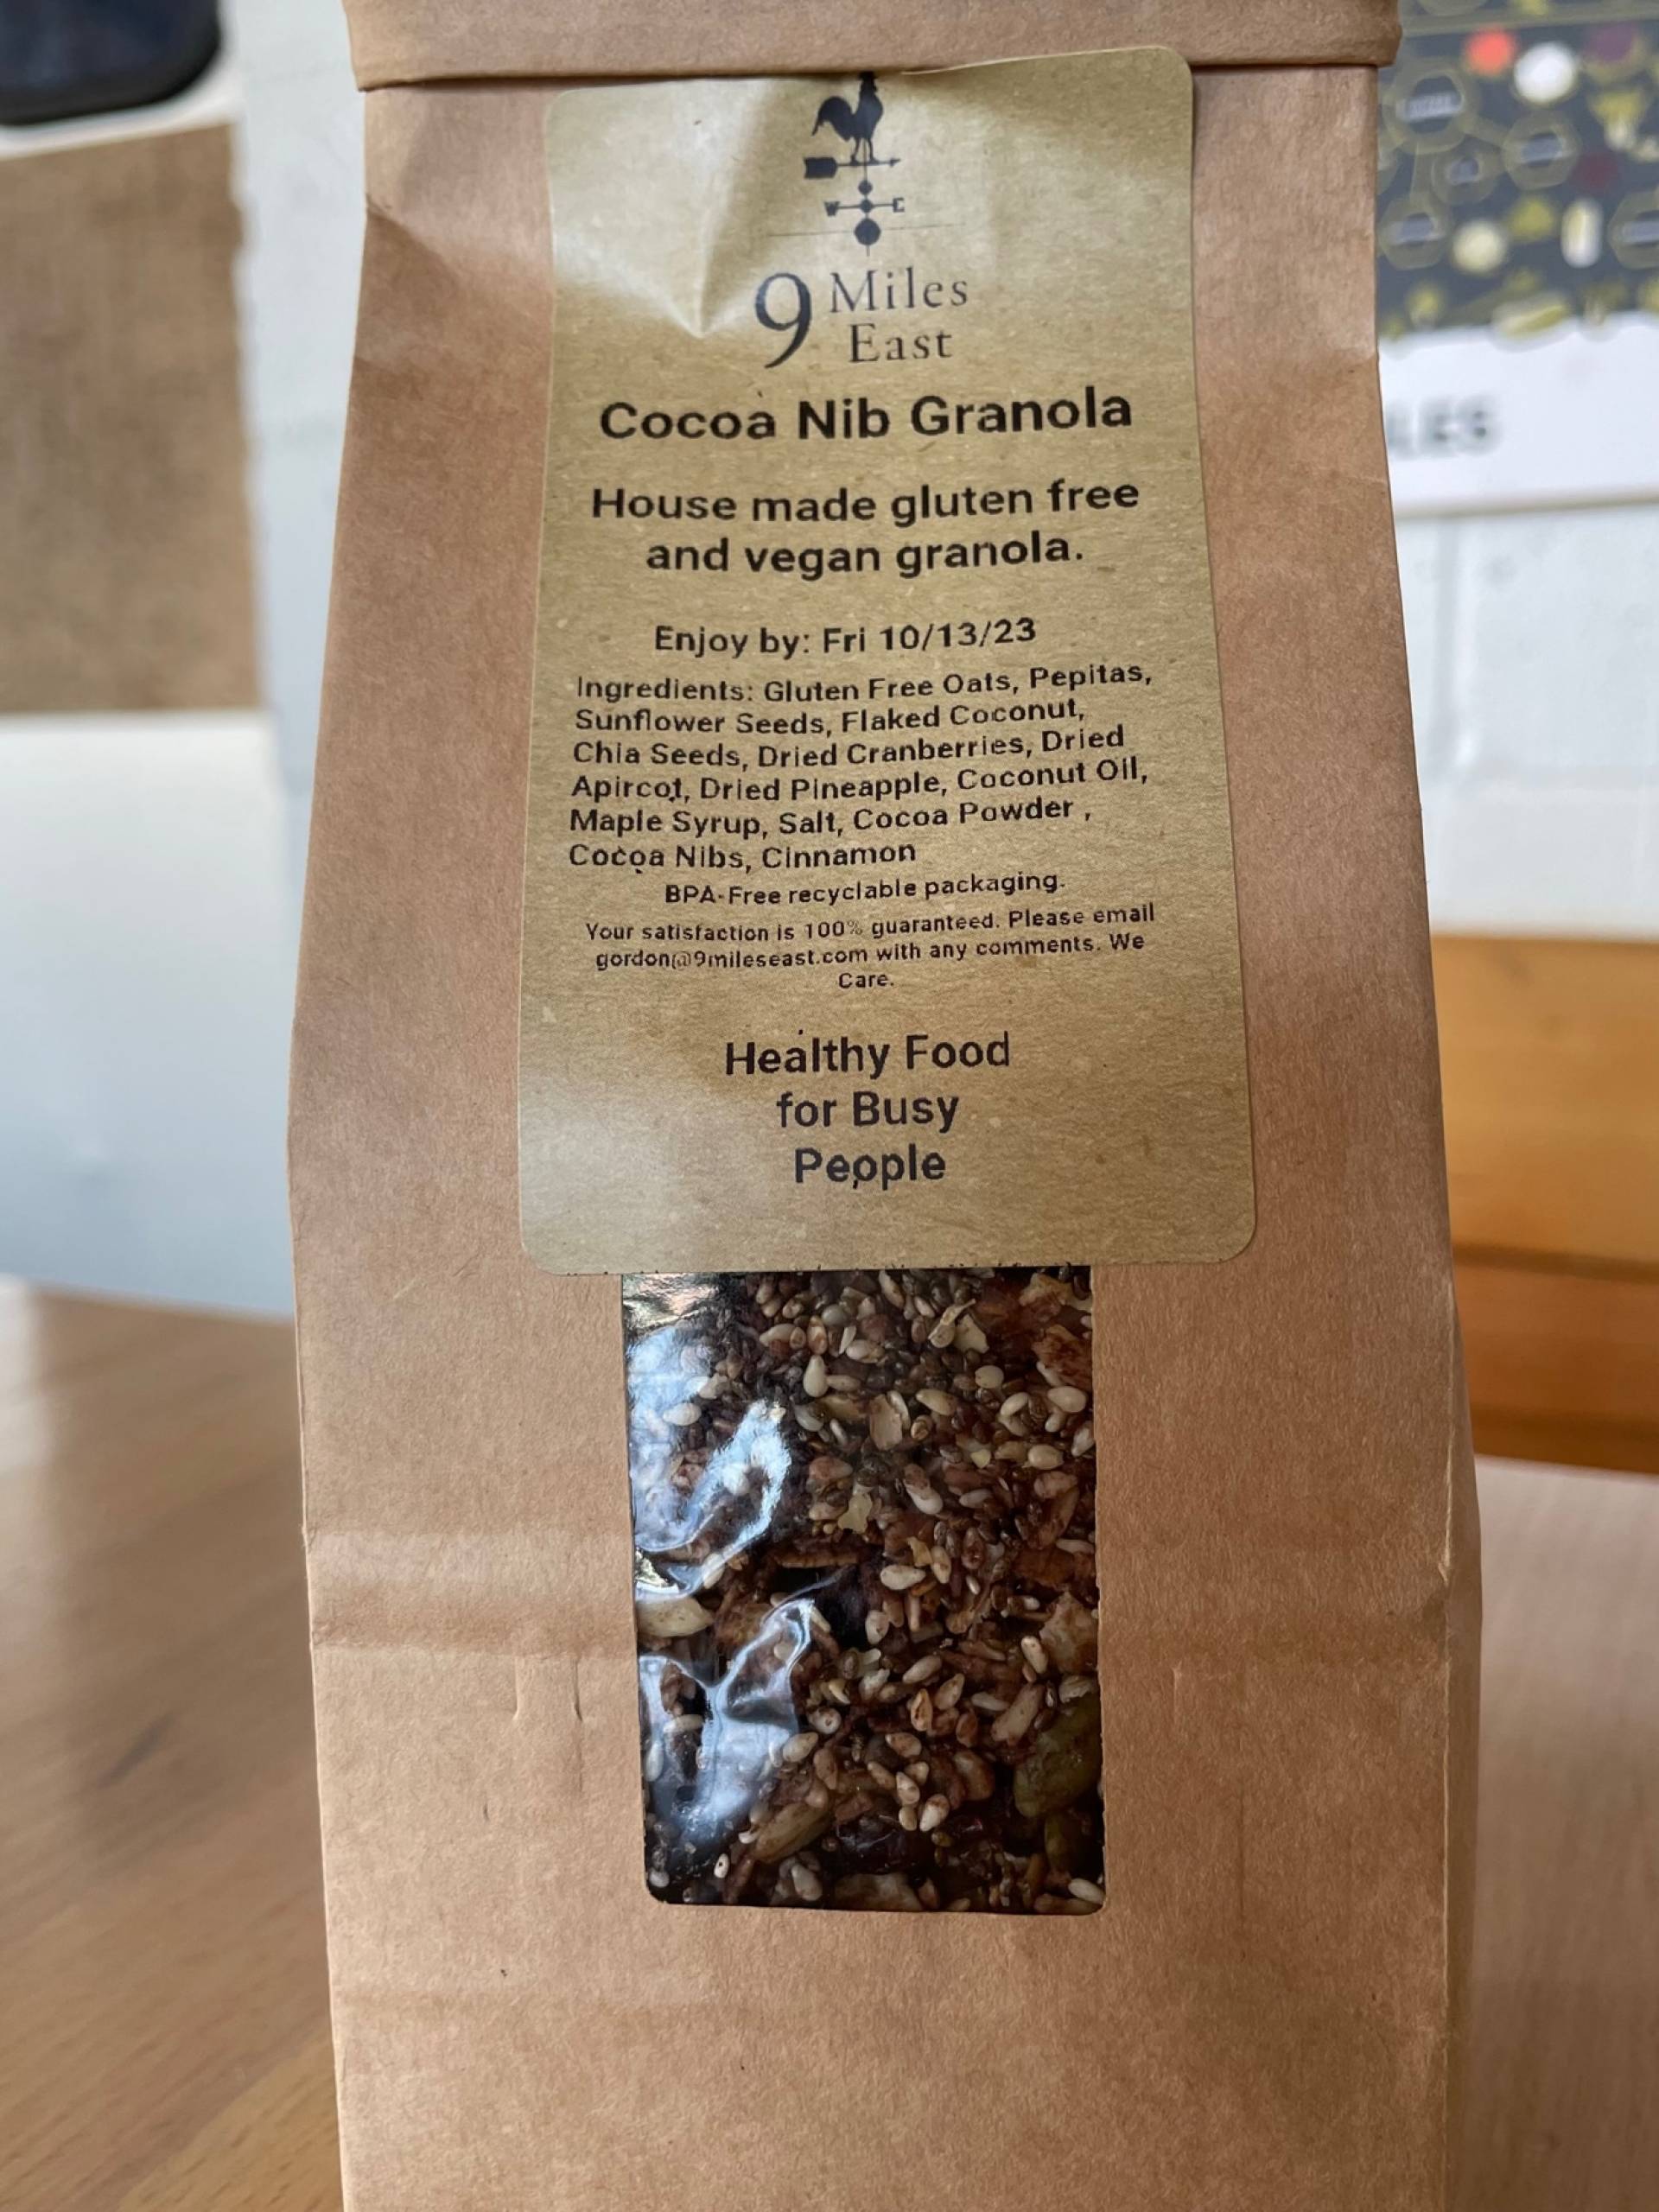 W E
9 Miles
East
Cocoa Nib Granola
House made gluten free
and vegan granola.
Enjoy by: Fri 10/13/23
Ingredients: Gluten Free Oats, Pepitas,
Sunflower Seeds, Flaked Coconut,
Chia Seeds, Dried Cranberries, Dried
Apircot, Dried Pineapple, Coconut Oil,
Maple Syrup, Salt, Cocoa Powder ,
Cocoa Nibs, Cinnamon
BPA-Free recyclable packaging.
Your satisfaction is 100% guaranteed. Please email
gordon@9mileseast.com with any comments. We
Care.
Healthy Food
for Busy
People
LES